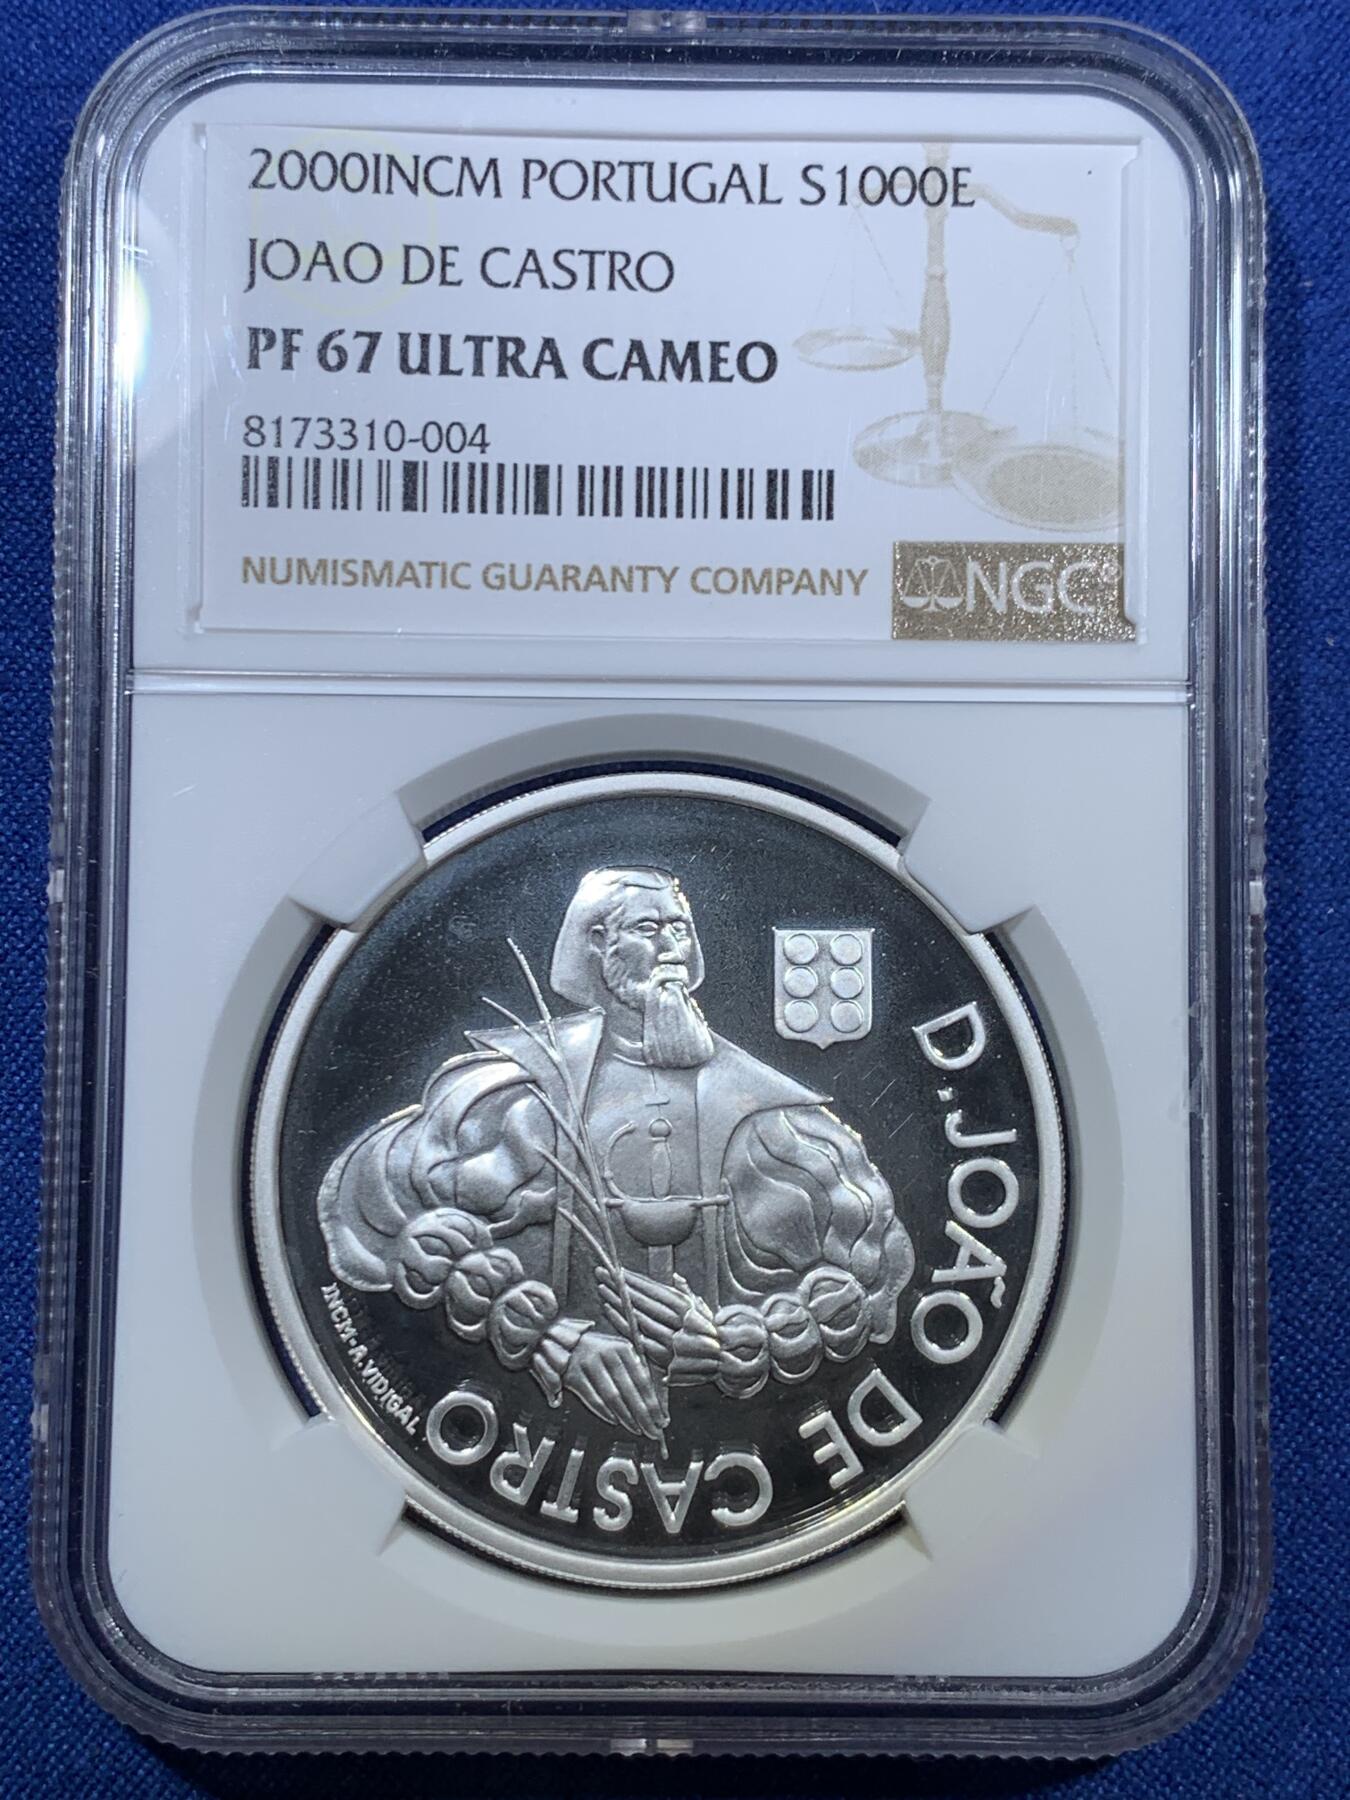 2000INCM PORTUGAL S1000E
JOAO DE CASTRO
PF 67 ULTRA CAMEO
8173310-004
NUMISMATIC GUARANTY COMPANY
NGC®
D. JOÃO DE CASTRO
INCM-A.VIDIGAL